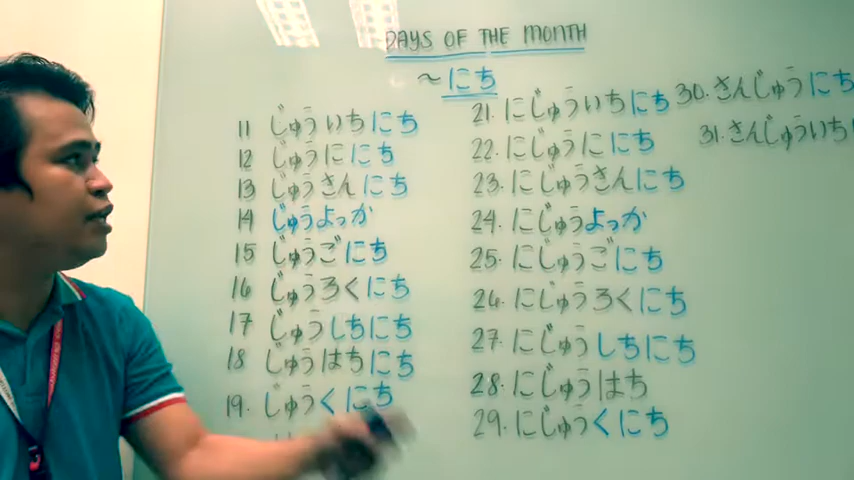 DAYS OF THE MONTH
~にち
11 じゅういちにち
12 じゅうににち
13 じゅうさんにち
14 じゅうよっか
15 じゅうごにち
16 じゅうろくにち
17 じゅうしちにち
18 じゅうはちにち
19. じゅうくにち
21. にじゅういちにち
22. にじゅうににち
23. にじゅうさんにち
24. にじゅうよっか
25. にじゅうごにち
26. にじゅうろくにち
27. にじゅうしちにち
28. にじゅうはち
29. にじゅうくにち
30. さんじゅうにち
31. さんじゅういち